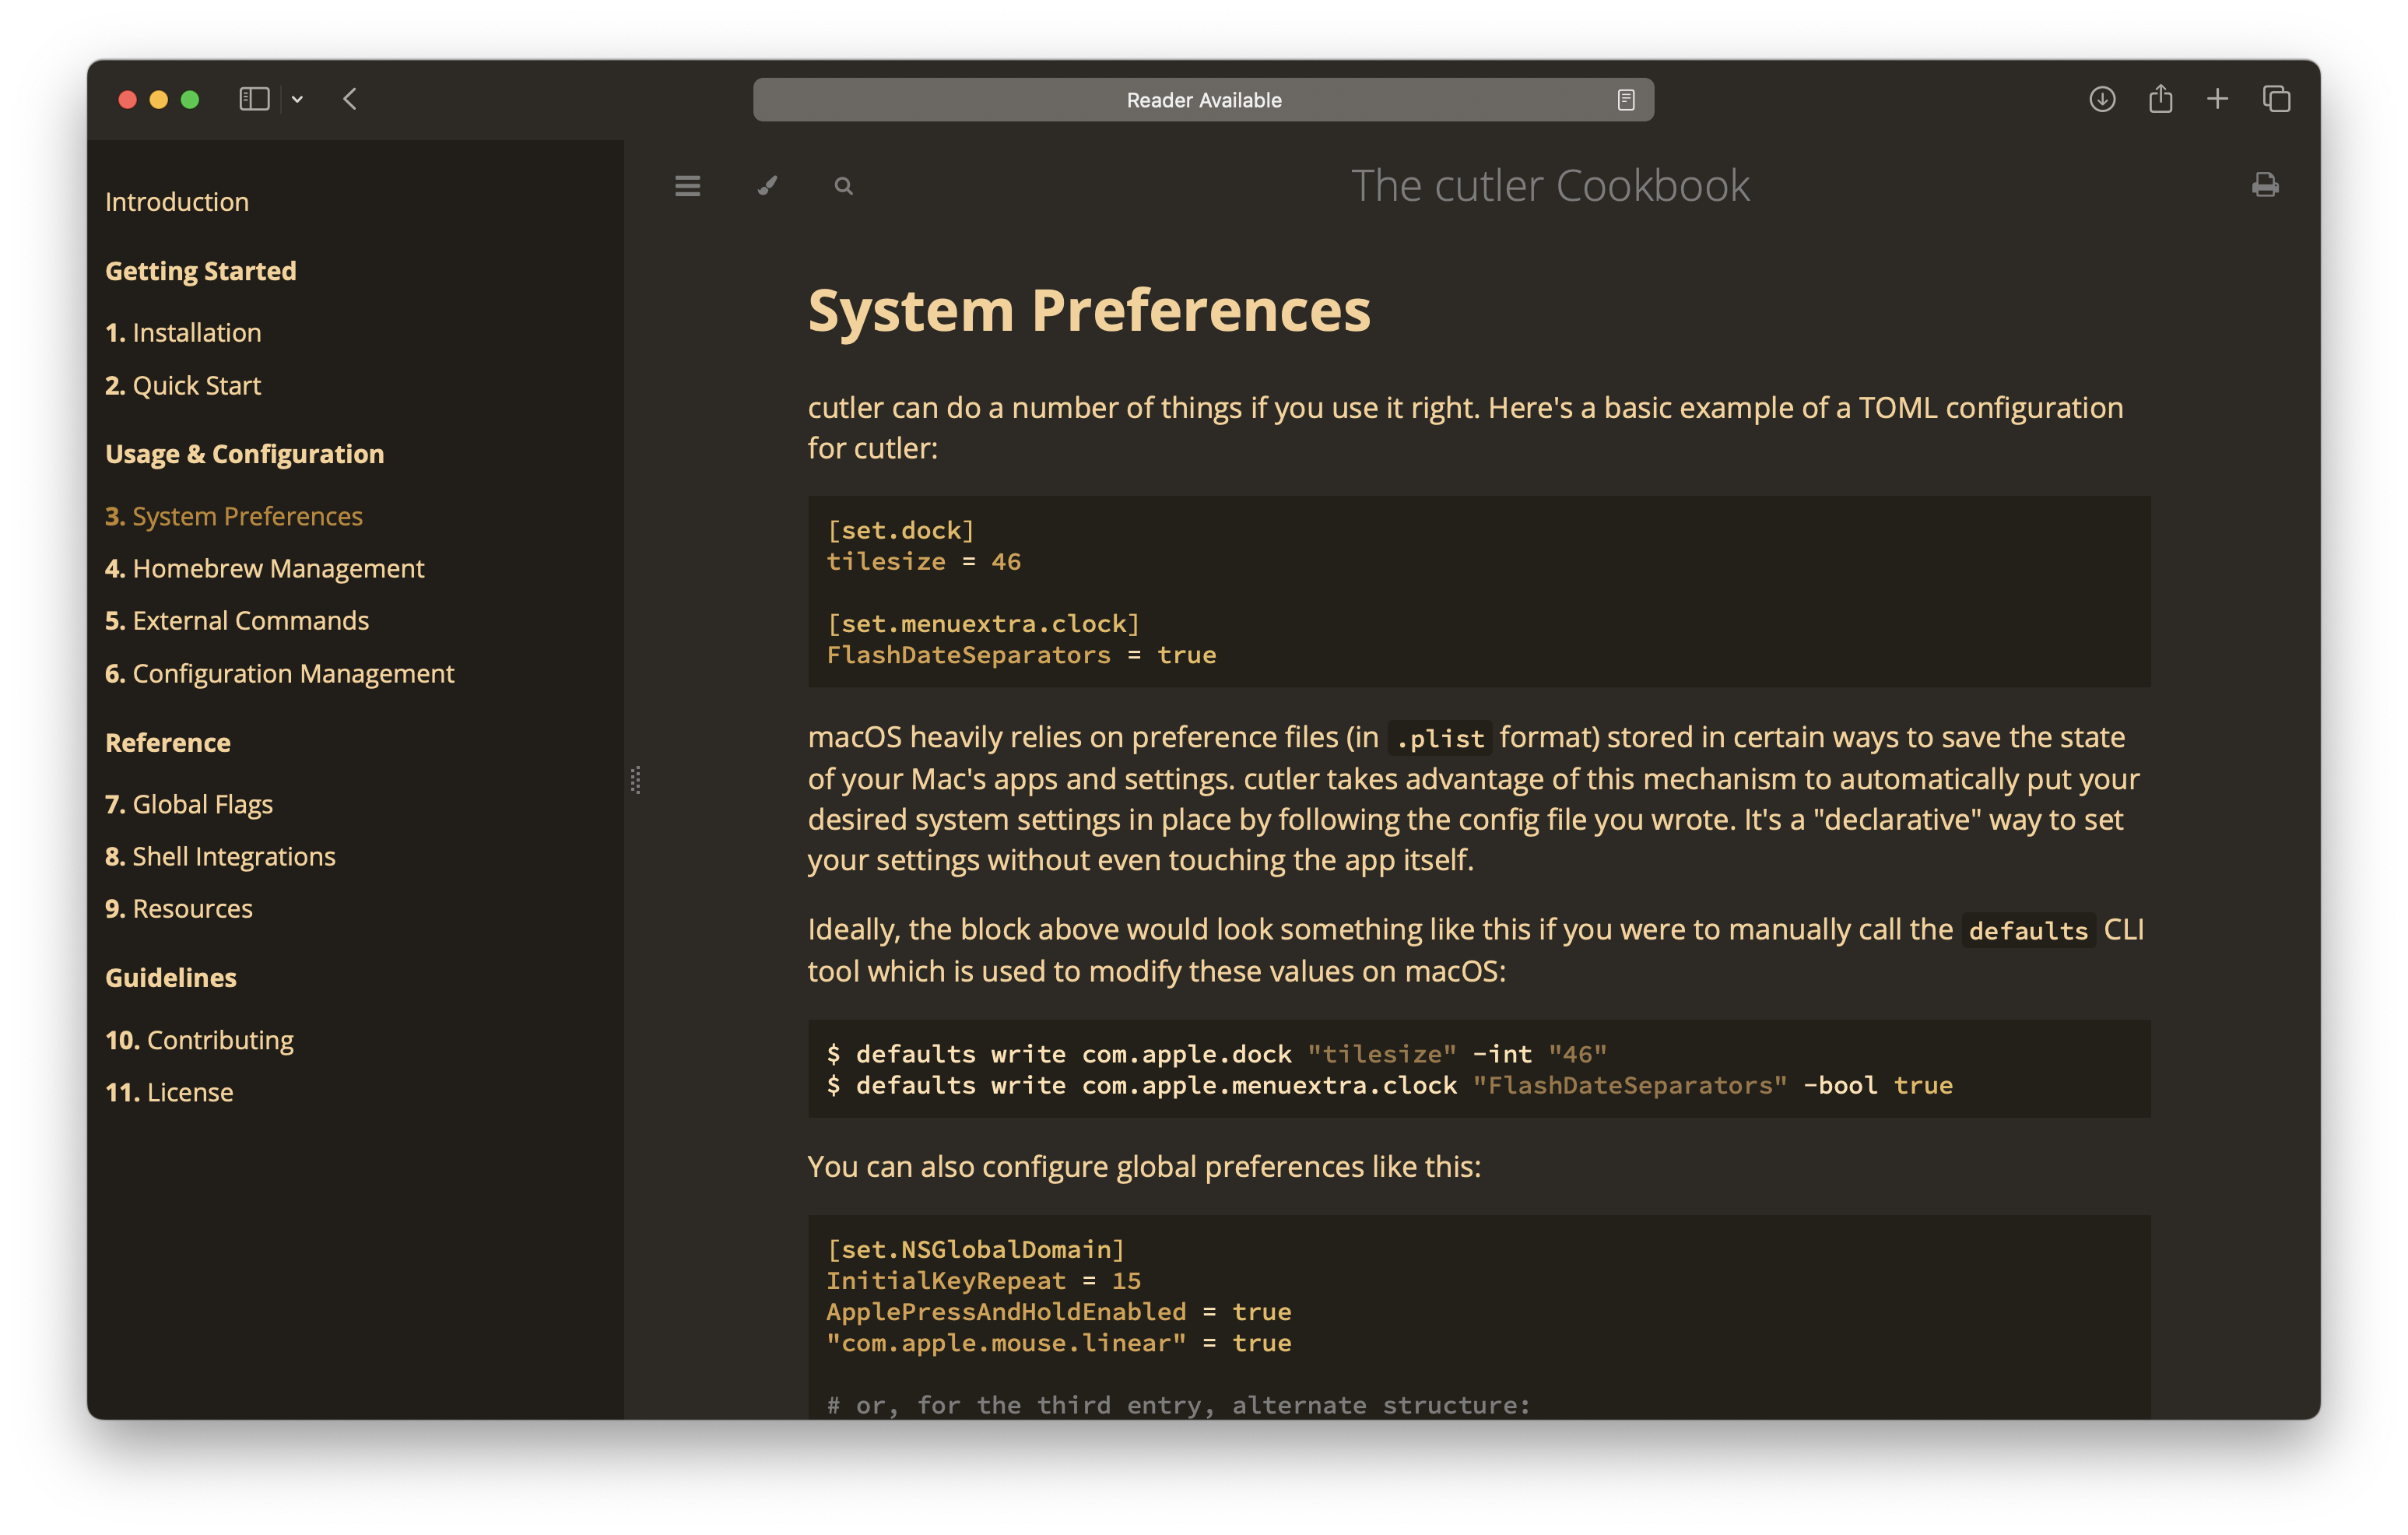 Reader Available
Introduction
Getting Started
1. Installation
2. Quick Start
Usage & Configuration
3. System Preferences
4. Homebrew Management
5. External Commands
6. Configuration Management
Reference
7. Global Flags
8. Shell Integrations
9. Resources
Guidelines
10. Contributing
11. License
The cutler Cookbook
System Preferences
cutler can do a number of things if you use it right. Here's a basic example of a TOML configuration
for cutler:
[set.dock]
tilesize = 46
[set.menuextra.clock]
FlashDateSeparators = true
macOS heavily relies on preference files (in .plist format) stored in certain ways to save the state
of your Mac's apps and settings. cutler takes advantage of this mechanism to automatically put your
desired system settings in place by following the config file you wrote. It's a "declarative" way to set
your settings without even touching the app itself.
Ideally, the block above would look something like this if you were to manually call the defaults CLI
tool which is used to modify these values on macOS:
$ defaults write com.apple.dock "tilesize" -int "46"
$ defaults write com.apple.menuextra.clock "FlashDateSeparators" -bool true
You can also configure global preferences like this:
[set.NSGlobalDomain]
InitialKeyRepeat = 15
ApplePressAndHoldEnabled = true
"com.apple.mouse.linear" = true
# or, for the third entry, alternate structure: